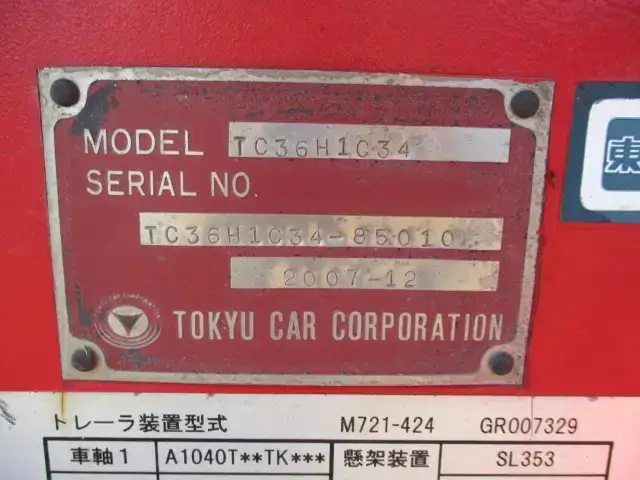 MODEL TC36H1C34
SERIAL NO.
TC36H1C34-85010
2007-12
TOKYU CAR CORPORATION
東
トレーラ装置型式 M721-424 GR007329
車軸1 A1040T**TK*** 懸架装置 SL353